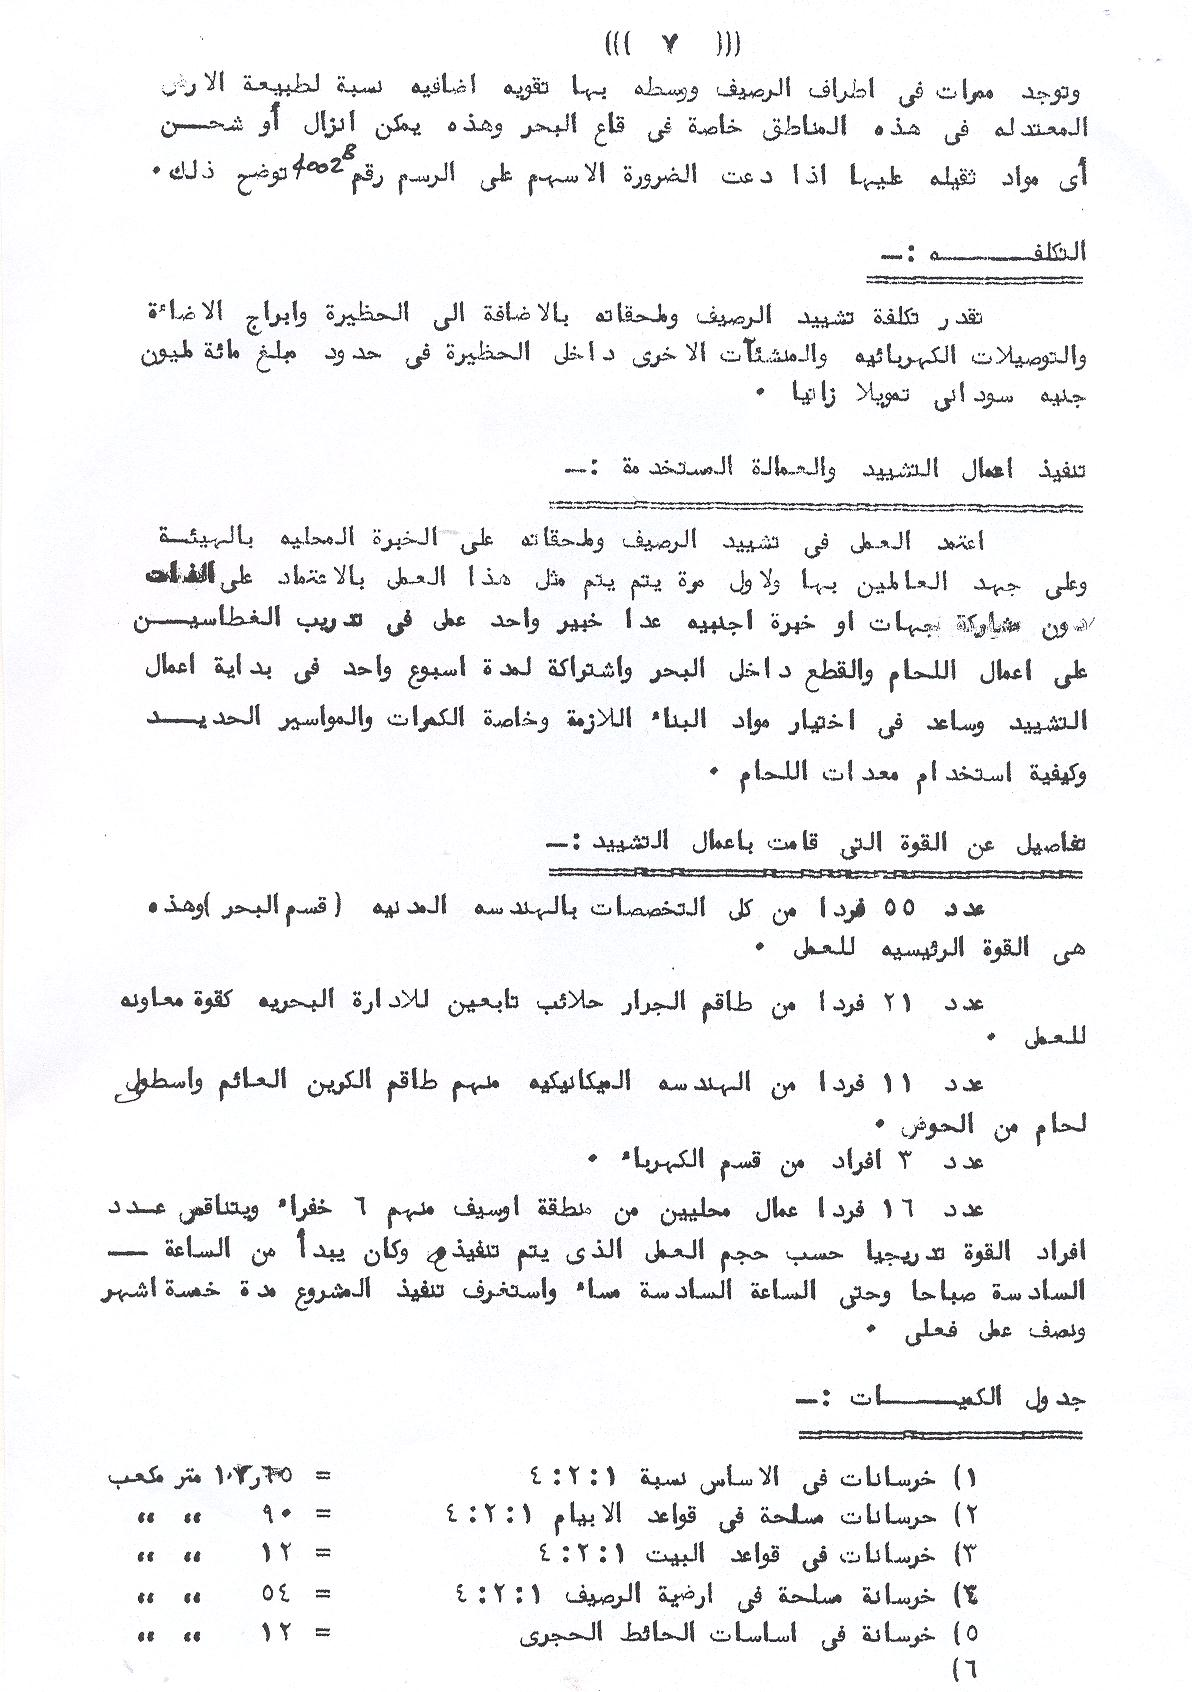 ((( ٧ )))
وتوجد ممرات فى اطراف الرصيف ووسطه بها تقويه اضافيه نسبة لطبيعة الارض
المعتدله فى هذه المناطق خاصة فى قاع البحر وهذه يمكن انزال أو شحـــن
أى مواد ثقيله عليها اذا دعت الضرورة الاسهم على الرسم رقم 4002B توضح ذلك .
التكلفــــــــه :ـ
تقدر تكلفة تشييد الرصيف وملحقاته بالاضافة الى الحظيرة وابراج الاضاءة
والتوصيلات الكهربائيه والمنشئآت الاخرى داخل الحظيرة فى حدود مبلغ مائة مليون
جنيه سودانى تمويلا زاتيا .
تنفيذ اعمال التشييد والعمالة المستخدمة :ـ
اعتمد العمل فى تشييد الرصيف وملحقاته على الخبرة المحليه بالهيئــة
وعلى جهد العاملين بها ولاول مرة يتم يتم مثل هذا العمل بالاعتماد على الذات
دون مشاركة جهات او خبرة اجنبيه عدا خبير واحد عمل فى تدريب الغطاسيـــن
على اعمال اللحام والقطع داخل البحر واشتراكة لمدة اسبوع واحد فى بداية اعمال
التشييد وساعد فى اختيار مواد البناء اللازمة وخاصة الكمرات والمواسير الحديــد
وكيفية استخدام معدات اللحام .
تفاصيل عن القوة التى قامت باعمال التشييد :ـ
عدد ٥٥ فردا من كل التخصصات بالهندسه المدنيه (قسم البحر) وهذه
هى القوة الرئيسيه للعمل .
عدد ٢١ فردا من طاقم الجرار حلائب تابعين للادارة البحريه كقوة معاونه
للعمل .
عدد ١١ فردا من الهندسه الميكانيكيه منهم طاقم الكرين العائم واسطول
لحام من الحوض .
عدد ٣ افراد من قسم الكهرباء .
عدد ١٦ فردا عمال محليين من منطقة اوسيف منهم ٦ خفراء ويتناقص عــدد
افراد القوة تدريجيا حسب حجم العمل الذى يتم تنفيذه وكان يبدأ من الساعة ــــ
السادسة صباحا وحتى الساعة السادسة مساء واستغرف تنفيذ المشروع مدة خمسة اشهر
ونصف عمل فعلى .
جدول الكميــــــات :ـ
١) خرسانات فى الاساس نسبة ١ : ٢ : ٤ = متر مكعب
٢) خرسانات مسلحة فى قواعد الابيام ١ : ٢ : ٤ = ٩٠ " "
٣) خرسانات فى قواعد البيت ١ : ٢ : ٤ = ١٢ " "
٤) خرسانة مسلحة فى ارضية الرصيف ١ : ٢ : ٤ = ٥٤ " "
٥) خرسانة فى اساسات الحائط الحجرى = ١٢ " "
٦)